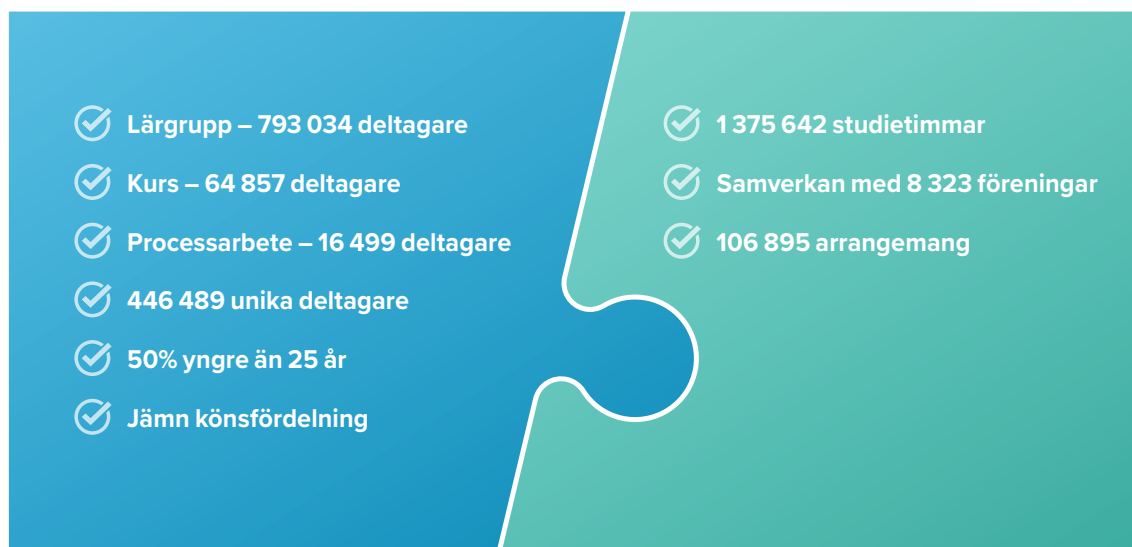 Lärgrupp – 793 034 deltagare
Kurs – 64 857 deltagare
Processarbete – 16 499 deltagare
446 489 unika deltagare
50% yngre än 25 år
Jämn könsfördelning
1 375 642 studietimmar
Samverkan med 8 323 föreningar
106 895 arrangemang